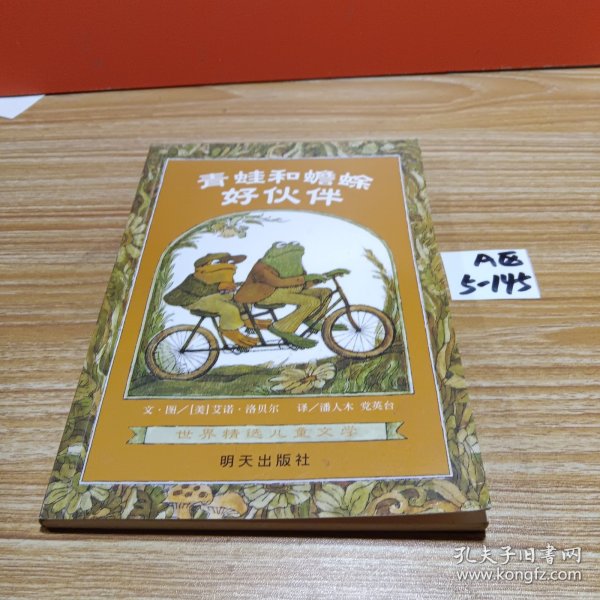 青蛙和蟾蜍
好伙伴
文·图／[美]艾诺·洛贝尔 译／潘人木 党英台
世界精选儿童文学
明天出版社
A区
5-145
孔夫子旧书网
www.kongfz.com